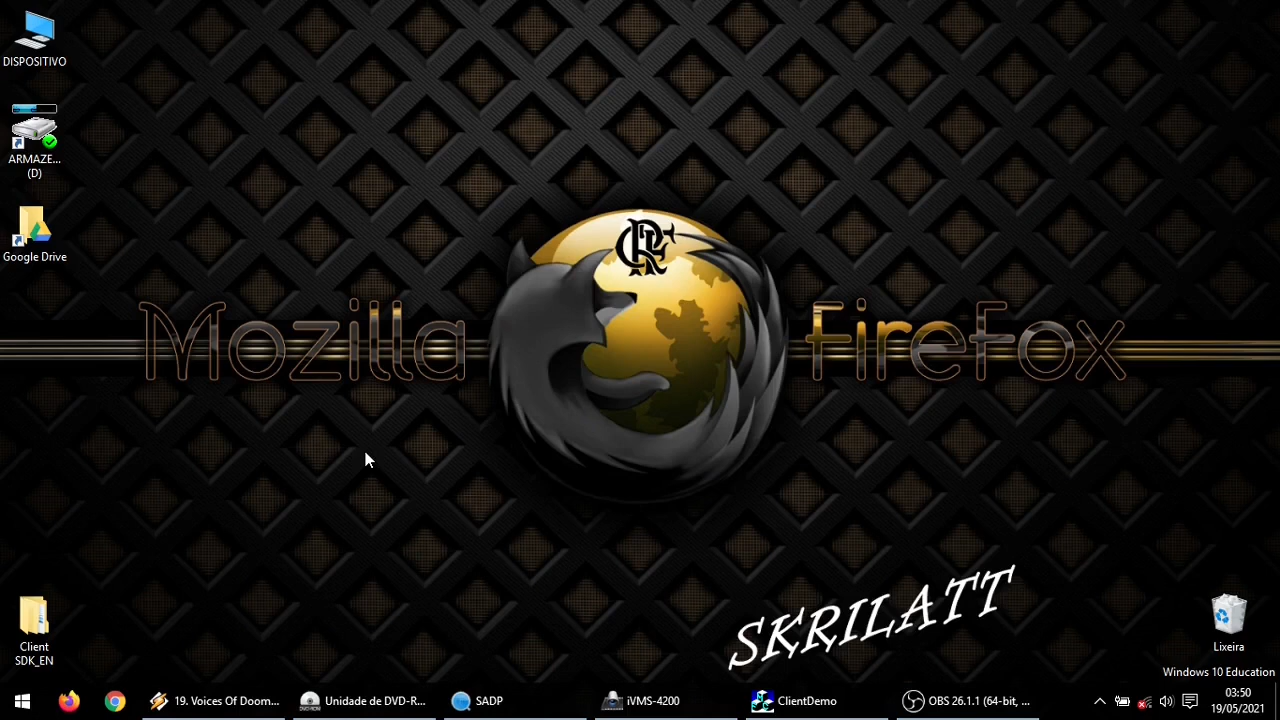 DISPOSITIVO
ARMAZE...
(D)
Google Drive
CRF
Mozilla FireFox
SKRILATT
Client
SDK_EN
Lixeira
Windows 10 Education
19. Voices Of Doom...
Unidade de DVD-R...
SADP
iVMS-4200
ClientDemo
OBS 26.1.1 (64-bit, ...
03:50
19/05/2021